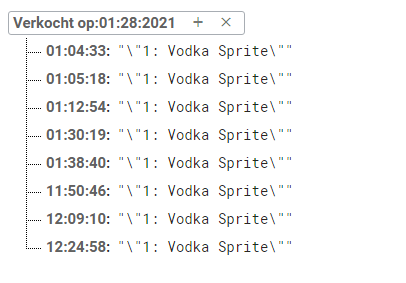 Verkocht op:01:28:2021 + ×
01:04:33: "\"1: Vodka Sprite\""
01:05:18: "\"1: Vodka Sprite\""
01:12:54: "\"1: Vodka Sprite\""
01:30:19: "\"1: Vodka Sprite\""
01:38:40: "\"1: Vodka Sprite\""
11:50:46: "\"1: Vodka Sprite\""
12:09:10: "\"1: Vodka Sprite\""
12:24:58: "\"1: Vodka Sprite\""